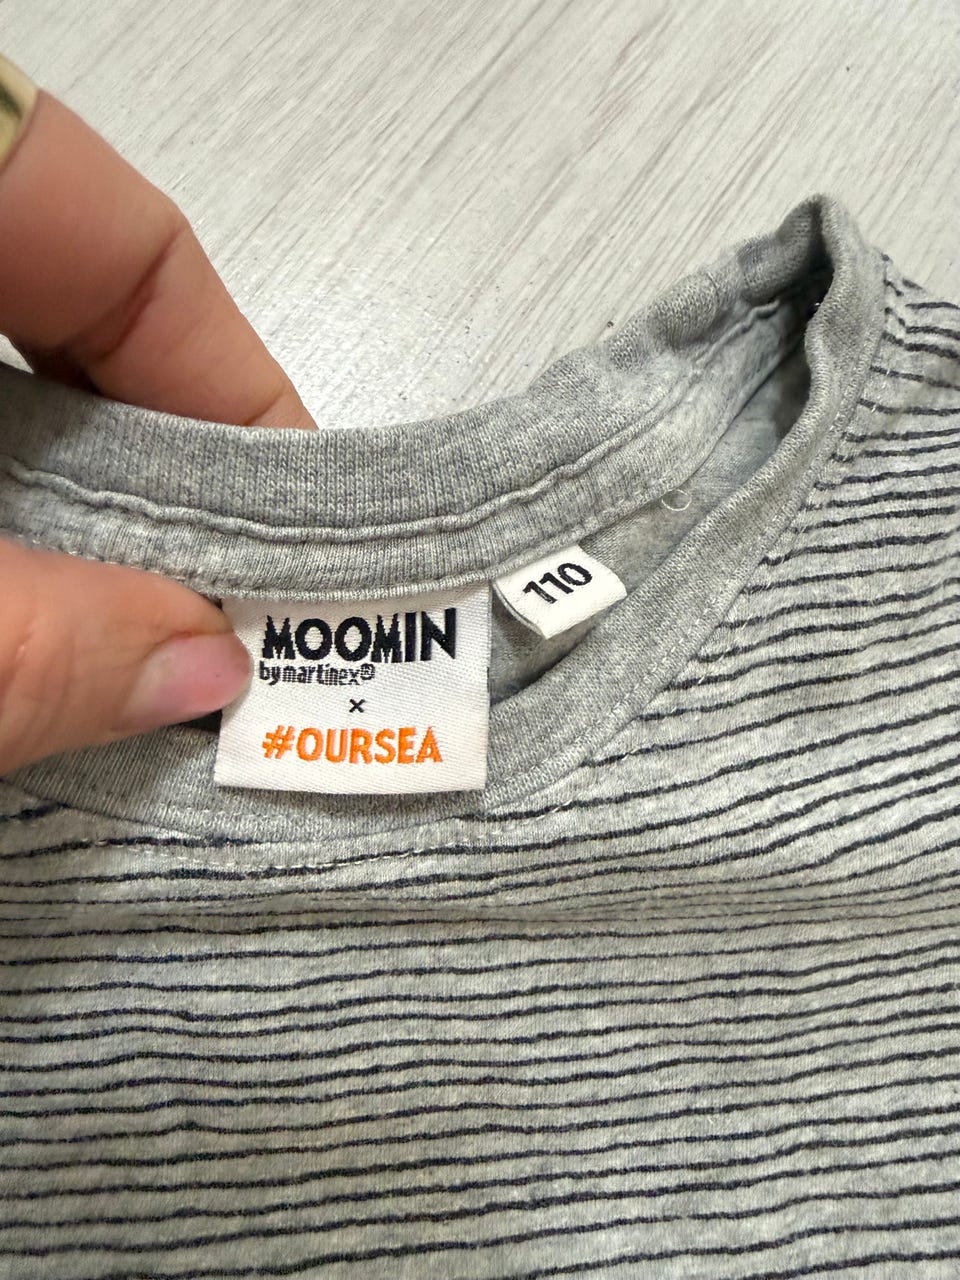 MOOMIN
by martinex®
×
#OURSEA
110